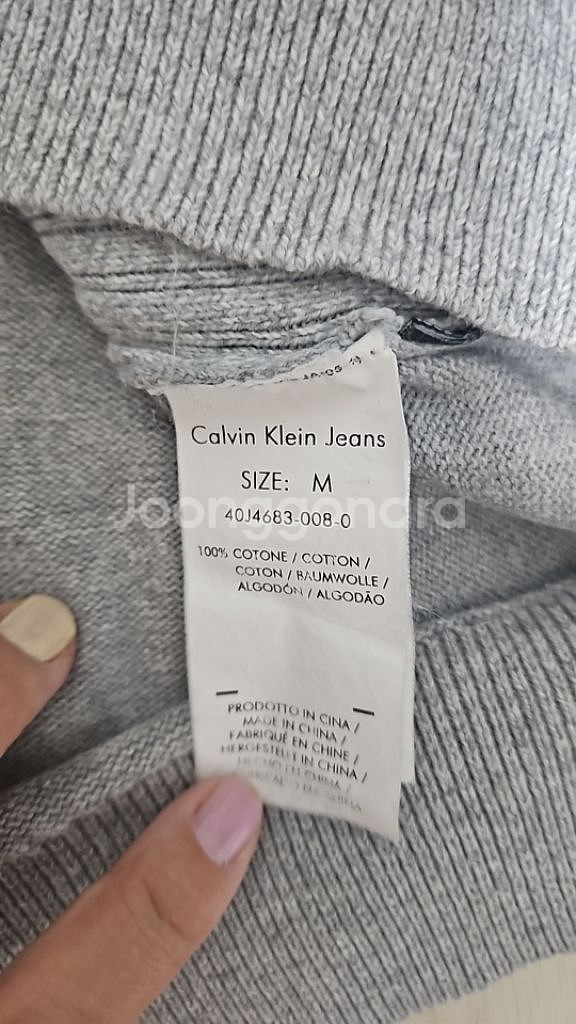 Calvin Klein Jeans
SIZE: M
Joonggonara
40J4683-008-0
100% COTONE / COTTON /
COTON / BAUMWOLLE /
ALGODÓN / ALGODÃO
PRODOTTO IN CINA /
MADE IN CHINA /
FABRIQUÉ EN CHINE /
HERGESTELLT IN CHINA /
HECHO EN CHINA /